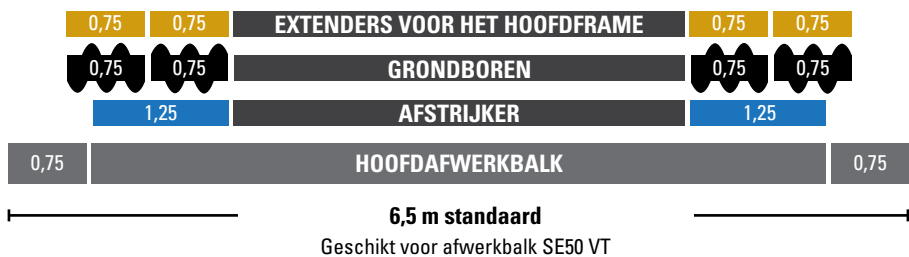 0,75 0,75 EXTENDERS VOOR HET HOOFDFRAME 0,75 0,75
0,75 0,75 GRONDBOREN 0,75 0,75
1,25 AFSTRIJKER 1,25
0,75 HOOFDAFWERKBALK 0,75
6,5 m standaard
Geschikt voor afwerkbalk SE50 VT